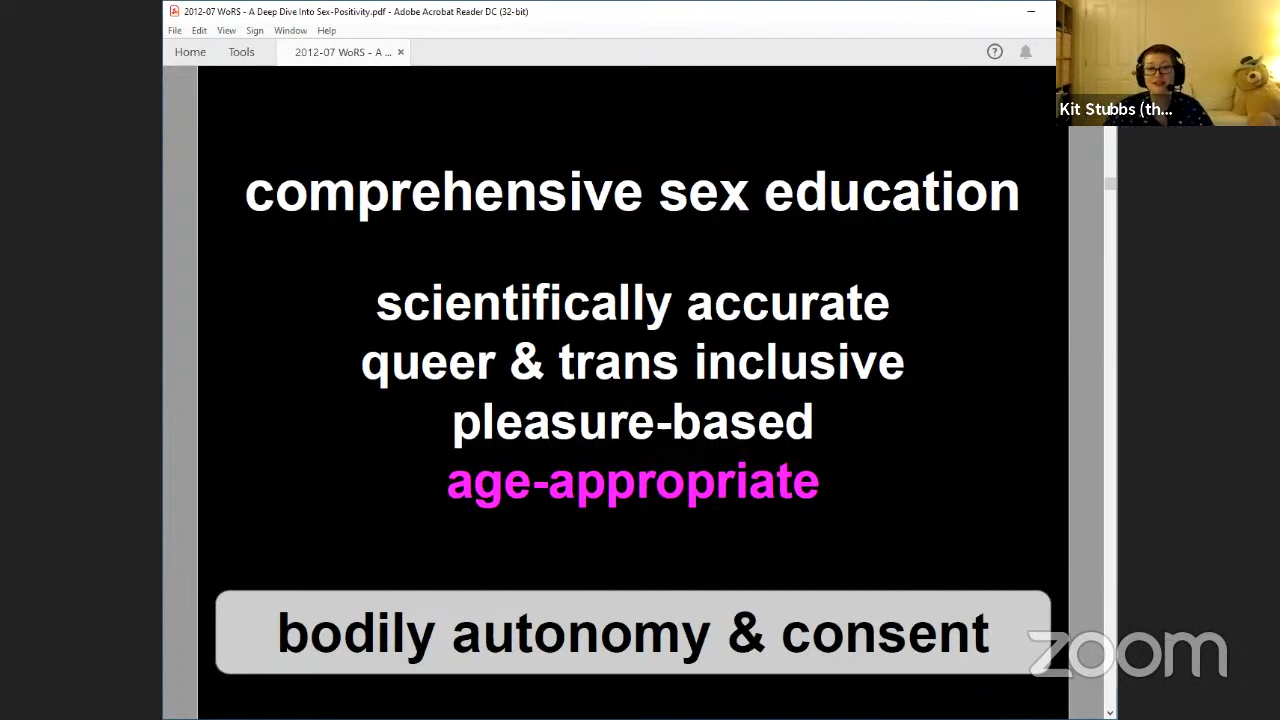 2012-07 WoRS - A Deep Dive Into Sex-Positivity.pdf - Adobe Acrobat Reader DC (32-bit)
File Edit View Sign Window Help
Home Tools 2012-07 WoRS - A ... ×
Kit Stubbs (th...
comprehensive sex education
scientifically accurate
queer & trans inclusive
pleasure-based
age-appropriate
bodily autonomy & consent
zoom